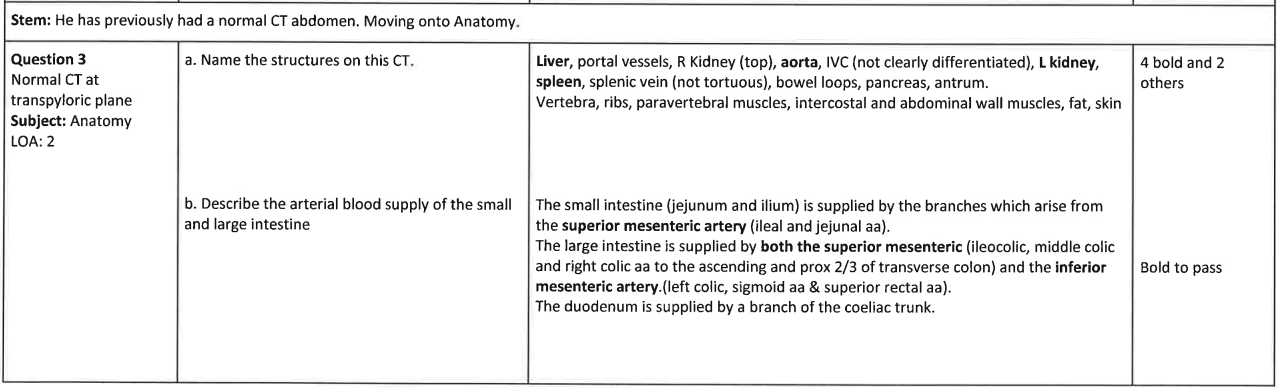 Stem: He has previously had a normal CT abdomen. Moving onto Anatomy.
Question 3
Normal CT at
transpyloric plane
Subject: Anatomy
LOA: 2
a. Name the structures on this CT.
Liver, portal vessels, R Kidney (top), aorta, IVC (not clearly differentiated), L kidney,
spleen, splenic vein (not tortuous), bowel loops, pancreas, antrum.
Vertebra, ribs, paravertebral muscles, intercostal and abdominal wall muscles, fat, skin
4 bold and 2
others
b. Describe the arterial blood supply of the small
and large intestine
The small intestine (jejunum and ilium) is supplied by the branches which arise from
the superior mesenteric artery (ileal and jejunal aa).
The large intestine is supplied by both the superior mesenteric (ileocolic, middle colic
and right colic aa to the ascending and prox 2/3 of transverse colon) and the inferior
mesenteric artery.(left colic, sigmoid aa & superior rectal aa).
The duodenum is supplied by a branch of the coeliac trunk.
Bold to pass